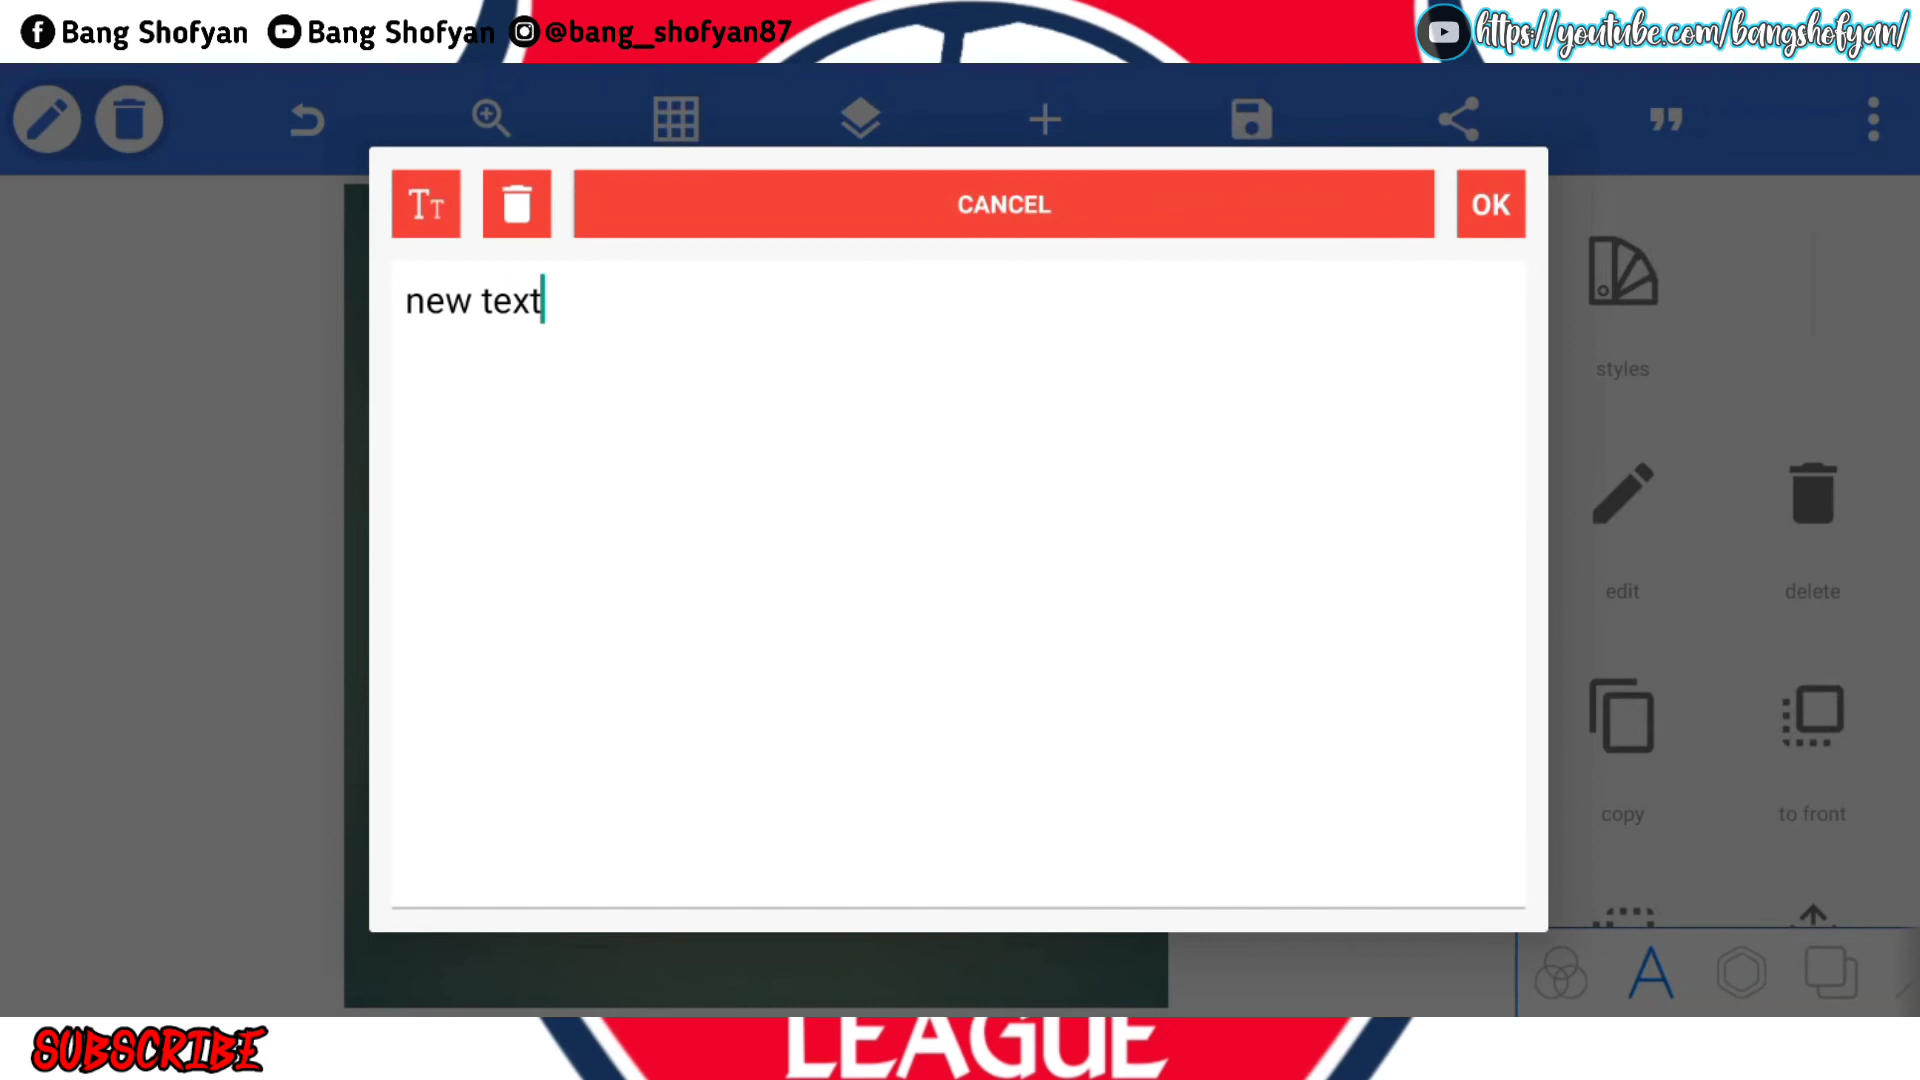 Bang Shofyan Bang Shofyan @bang_shofyan87 https://youtube.com/bangshofyan/
Tт CANCEL OK
new text
styles
edit delete
copy to front
A
SUBSCRIBE
LEAGUE